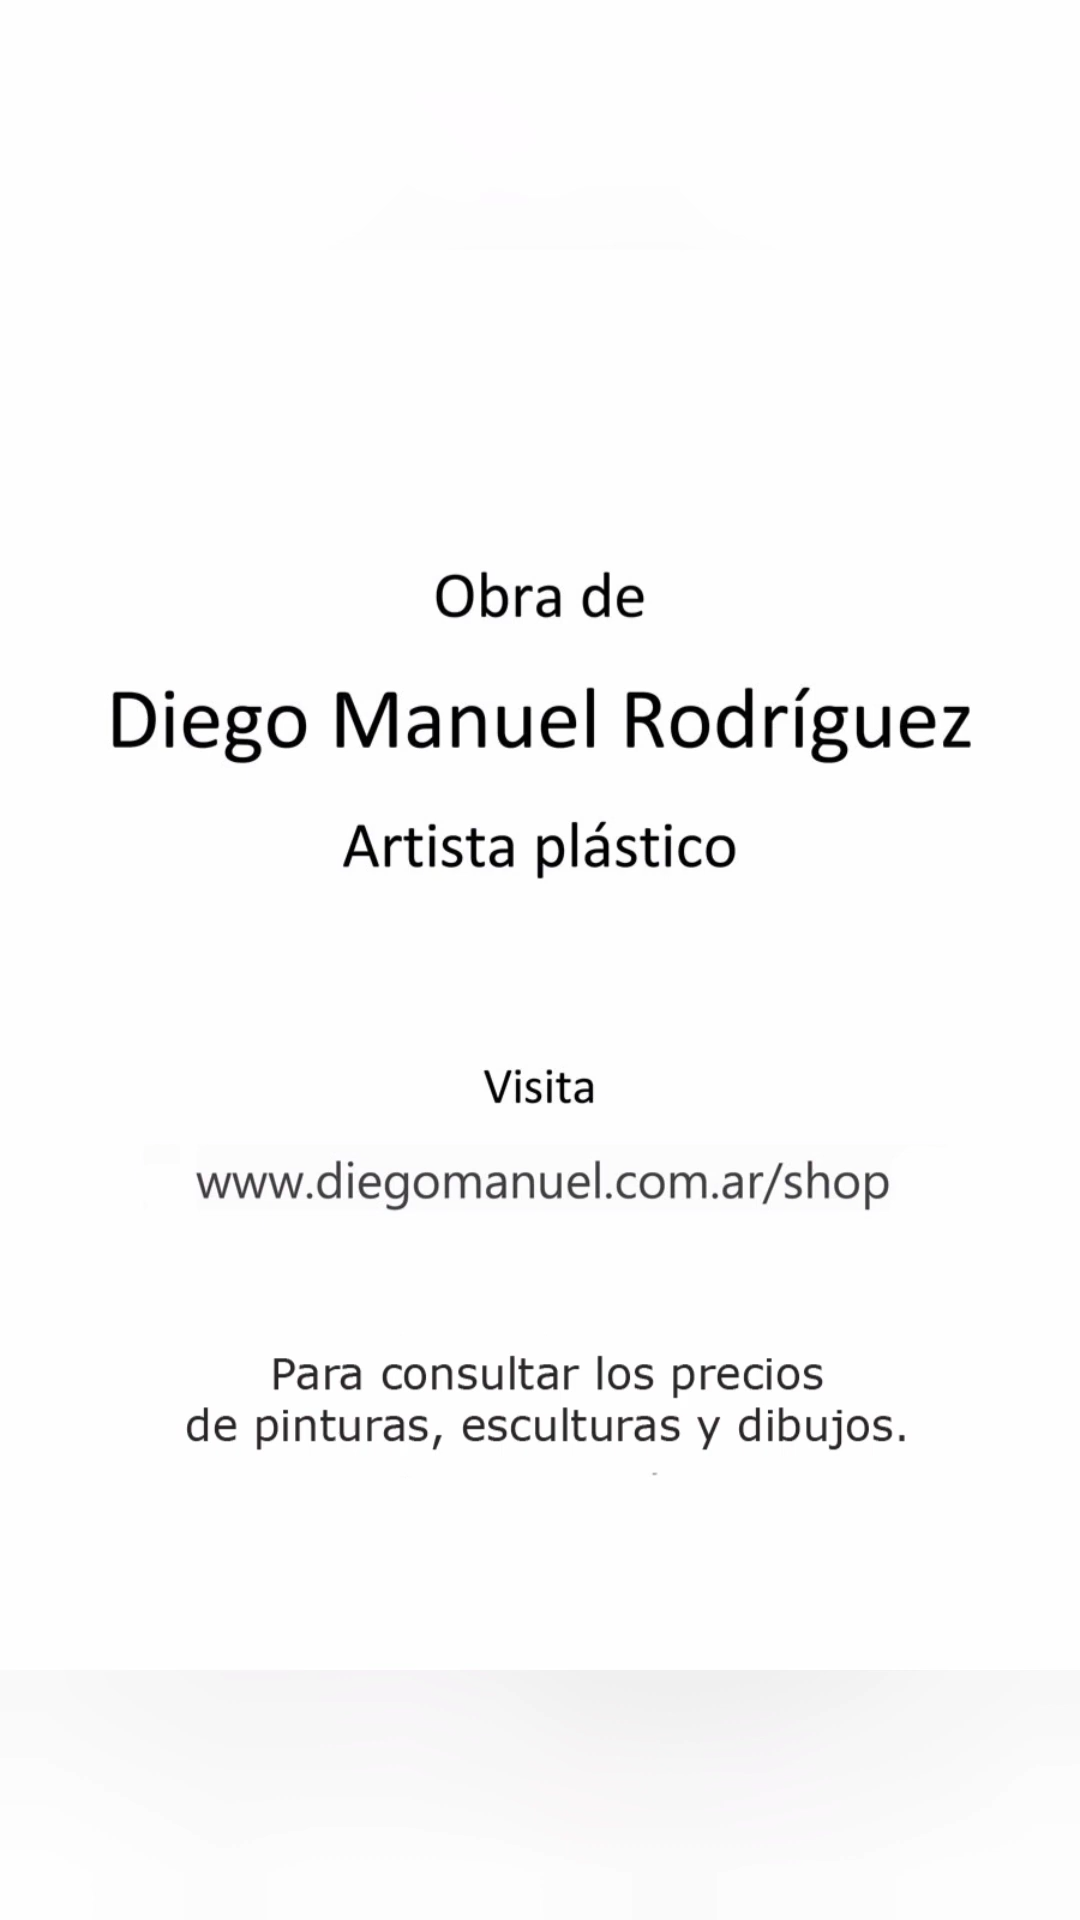 Obra de
Diego Manuel Rodríguez
Artista plástico
Visita
www.diegomanuel.com.ar/shop
Para consultar los precios
de pinturas, esculturas y dibujos.